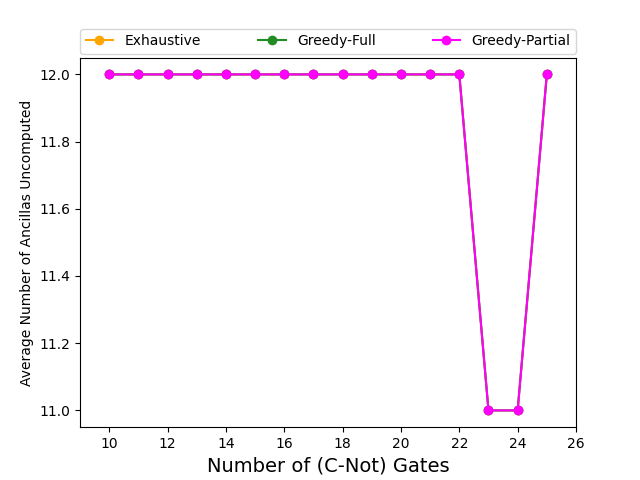 Exhaustive Greedy-Full Greedy-Partial
12.0
11.8
11.6
11.4
11.2
11.0
Average Number of Ancillas Uncomputed
10 12 14 16 18 20 22 24 26
Number of (C-Not) Gates